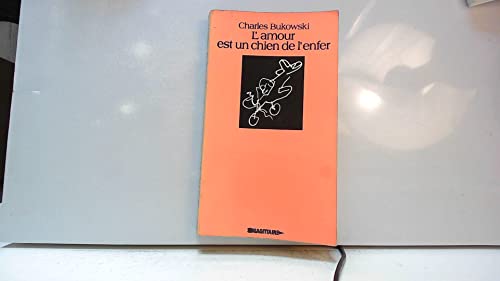 Charles Bukowski
L'amour
est un chien de l'enfer
SAGITTAIRE